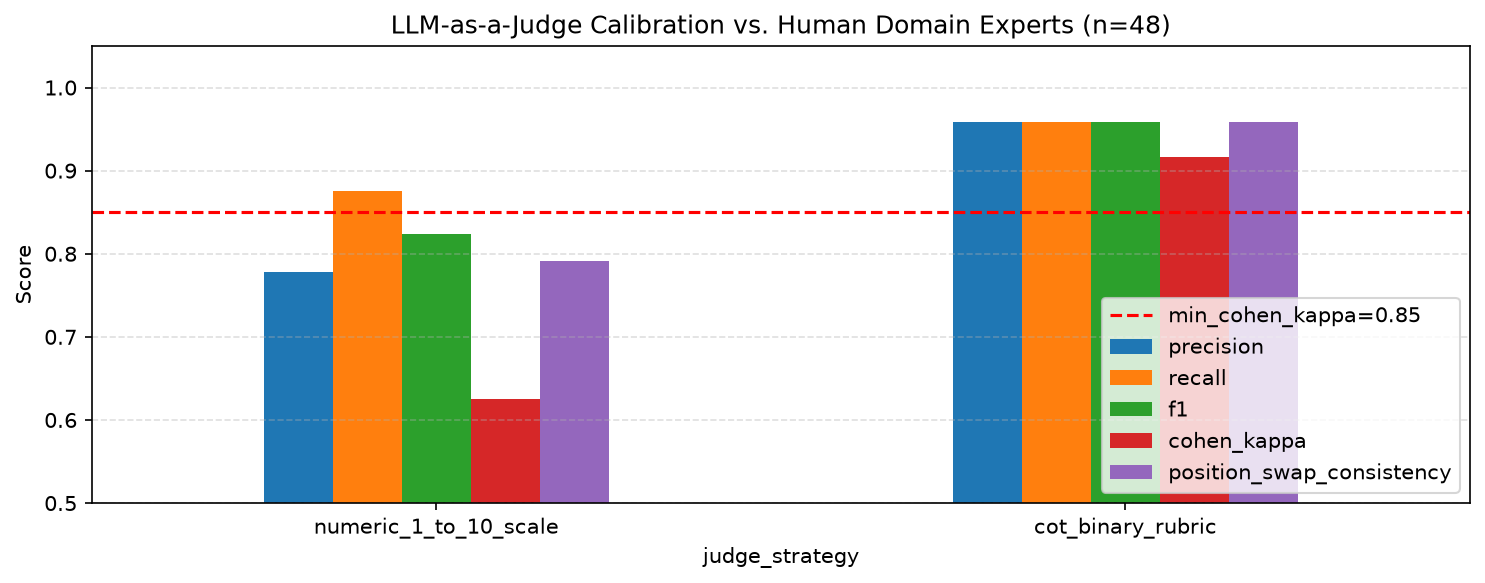 LLM-as-a-Judge Calibration vs. Human Domain Experts (n=48)
Score
1.0
0.9
0.8
0.7
0.6
0.5
min_cohen_kappa=0.85
precision
recall
f1
cohen_kappa
position_swap_consistency
numeric_1_to_10_scale
cot_binary_rubric
judge_strategy